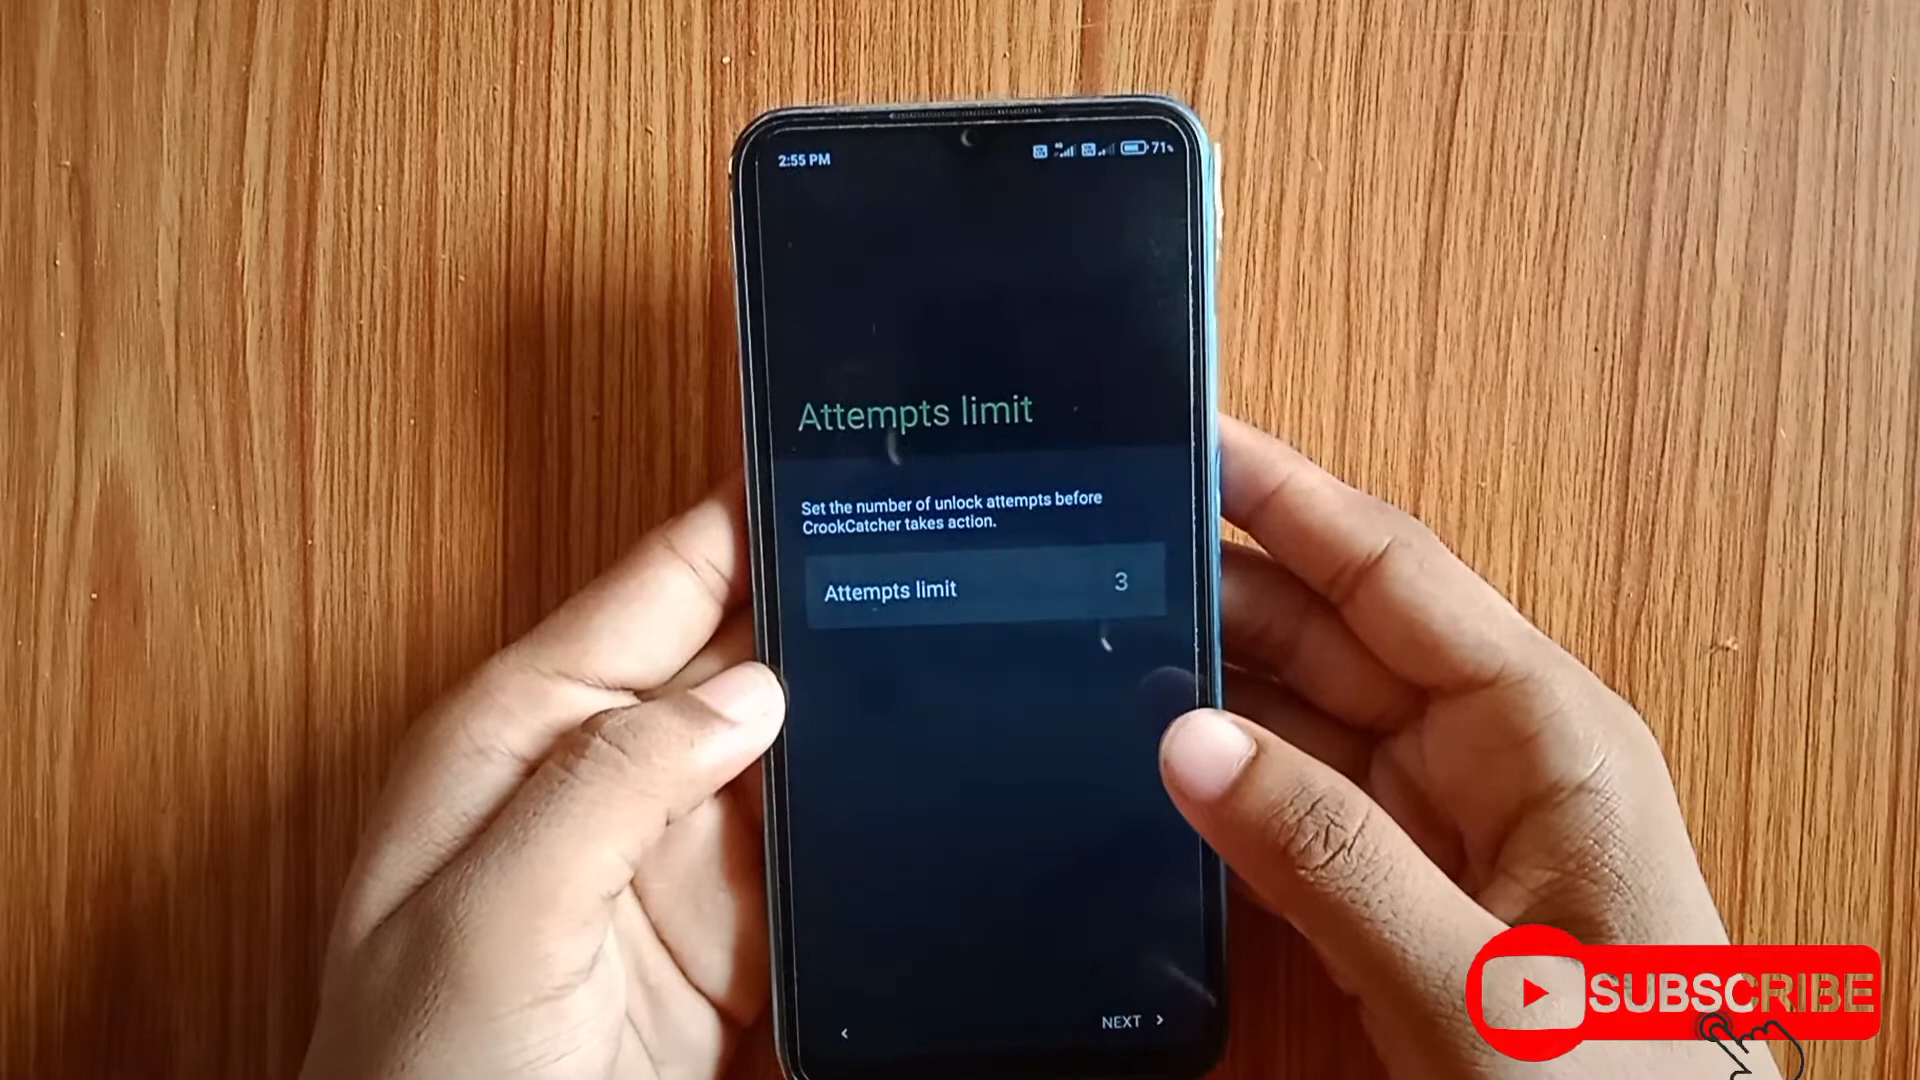 2:55 PM
71%
Attempts limit
Set the number of unlock attempts before
CrookCatcher takes action.
Attempts limit 3
NEXT
SUBSCRIBE